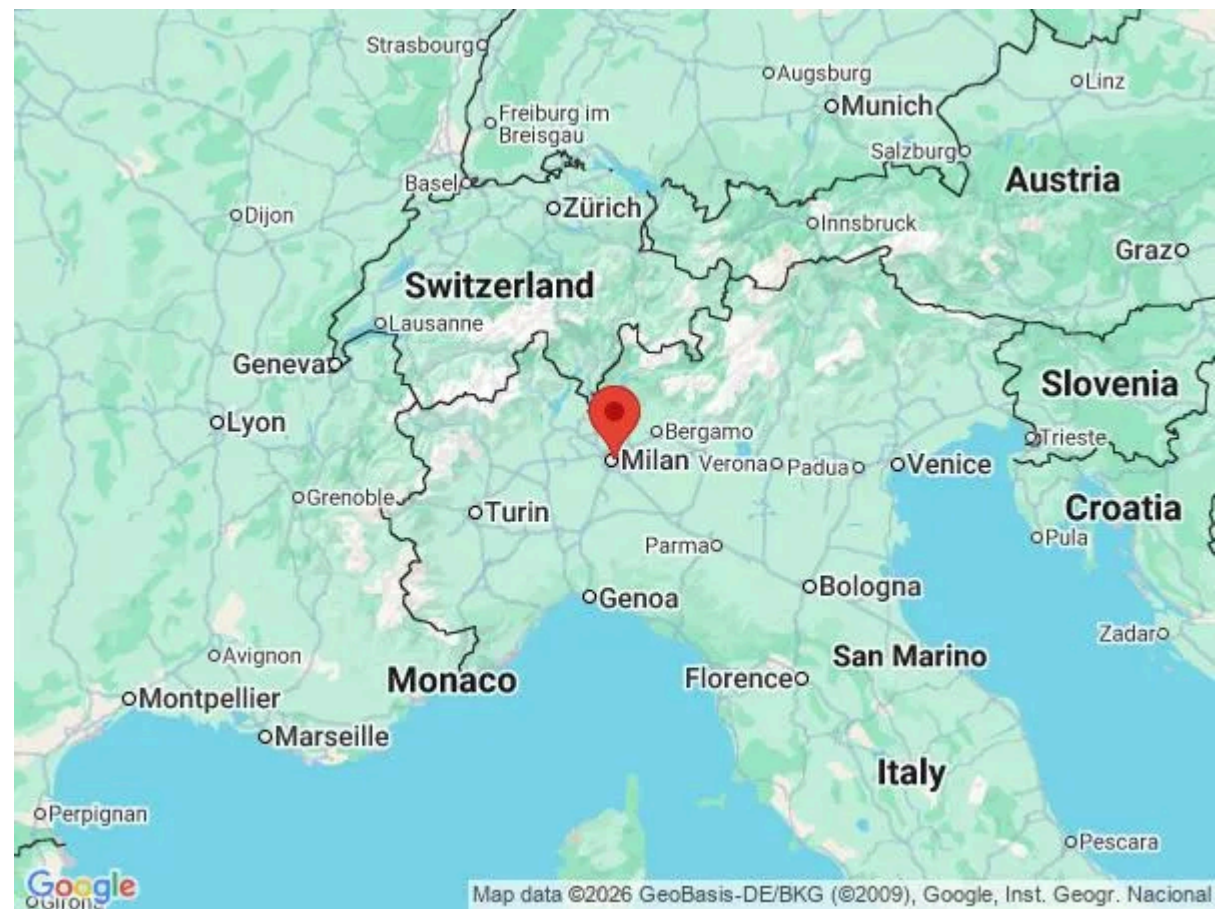 Strasbourg
Augsburg
Linz
Munich
Freiburg im
Breisgau
Salzburg
Austria
Basel
Zürich
Dijon
Innsbruck
Graz
Switzerland
Lausanne
Geneva
Slovenia
Lyon
Bergamo
Trieste
Milan
Verona
Padua
Venice
Grenoble
Croatia
Turin
Pula
Parma
Bologna
Genoa
Zadar
Avignon
San Marino
Monaco
Florence
Montpellier
Marseille
Italy
Perpignan
Pescara
Google
Girona
Map data ©2026 GeoBasis-DE/BKG (©2009), Google, Inst. Geogr. Nacional